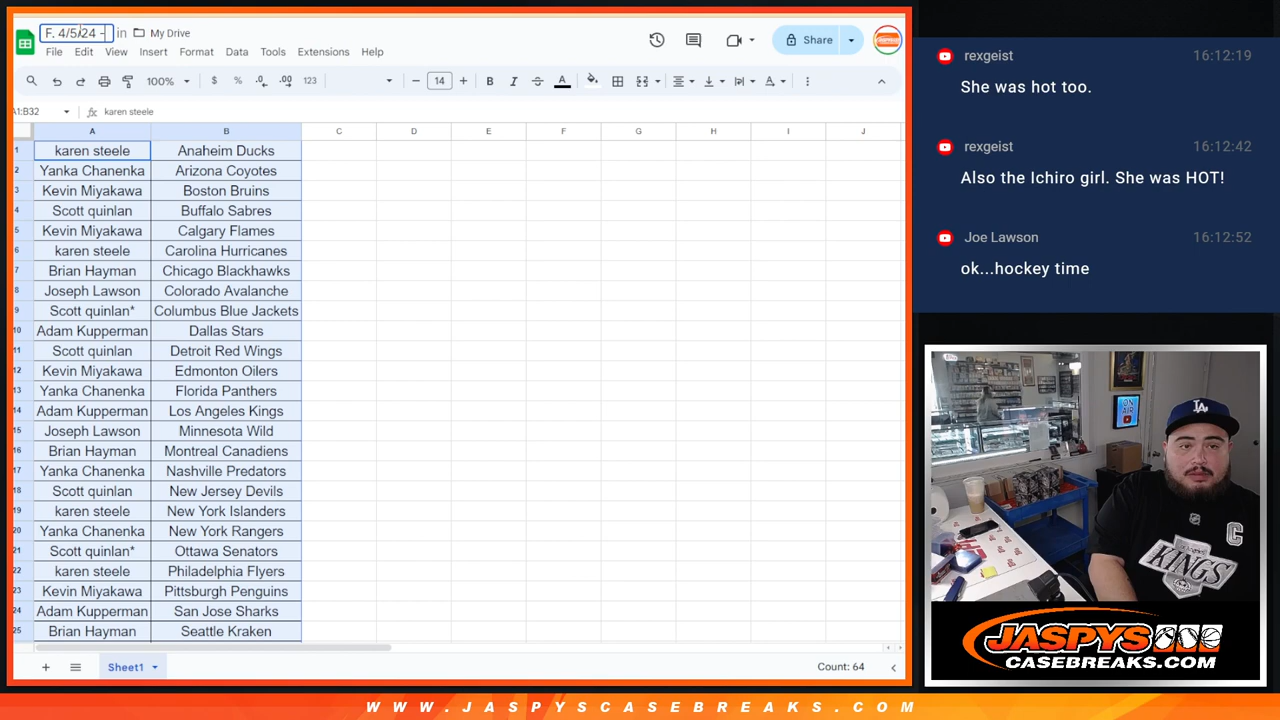 F. 4/5/24 - in My Drive
File Edit View Insert Format Data Tools Extensions Help
Share
100% $ % .0 .00 123 14 B I A
A1:B32 fx karen steele
A B C D E F G H I J
1 karen steele Anaheim Ducks
2 Yanka Chanenka Arizona Coyotes
3 Kevin Miyakawa Boston Bruins
4 Scott quinlan Buffalo Sabres
5 Kevin Miyakawa Calgary Flames
6 karen steele Carolina Hurricanes
7 Brian Hayman Chicago Blackhawks
8 Joseph Lawson Colorado Avalanche
9 Scott quinlan* Columbus Blue Jackets
10 Adam Kupperman Dallas Stars
11 Scott quinlan Detroit Red Wings
12 Kevin Miyakawa Edmonton Oilers
13 Yanka Chanenka Florida Panthers
14 Adam Kupperman Los Angeles Kings
15 Joseph Lawson Minnesota Wild
16 Brian Hayman Montreal Canadiens
17 Yanka Chanenka Nashville Predators
18 Scott quinlan New Jersey Devils
19 karen steele New York Islanders
20 Yanka Chanenka New York Rangers
21 Scott quinlan* Ottawa Senators
22 karen steele Philadelphia Flyers
23 Kevin Miyakawa Pittsburgh Penguins
24 Adam Kupperman San Jose Sharks
25 Brian Hayman Seattle Kraken
Sheet1
Count: 64
rexgeist 16:12:19
She was hot too.
rexgeist 16:12:42
Also the Ichiro girl. She was HOT!
Joe Lawson 16:12:52
ok...hockey time
ON
AIR
LA
C
KINGS
JASPYS
CASEBREAKS.COM
WWW.JASPYSCASEBREAKS.COM